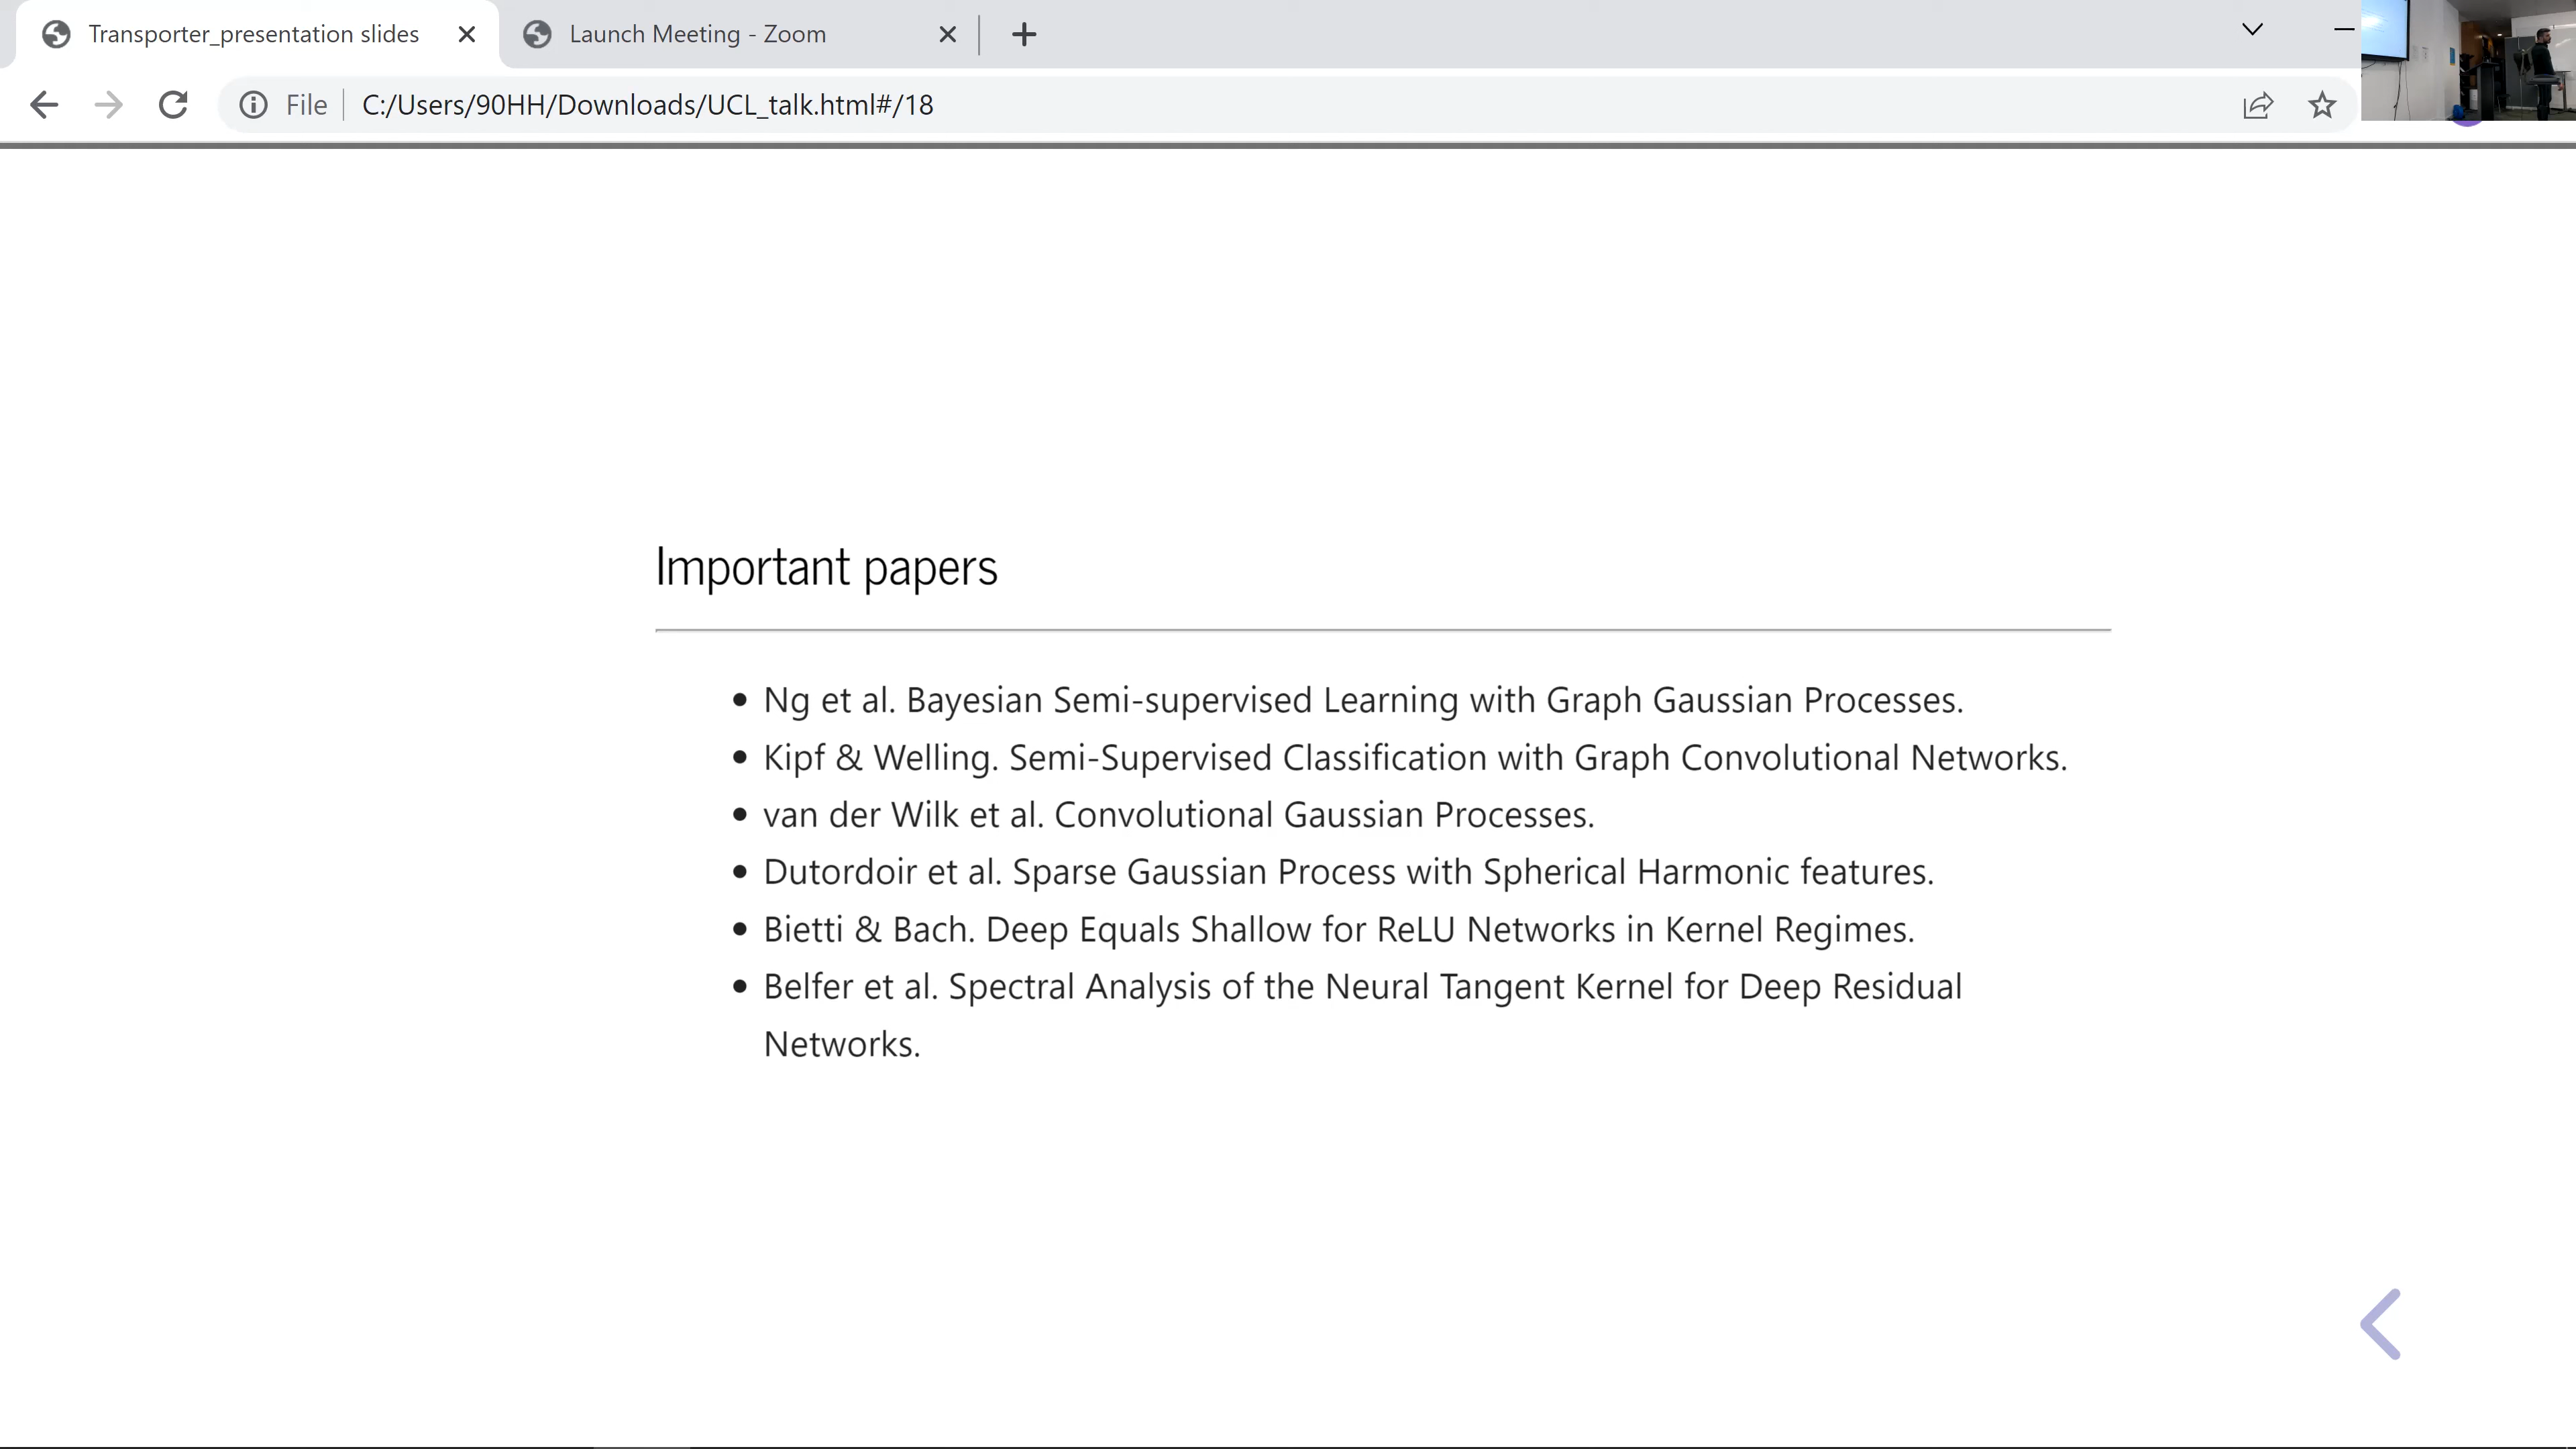 Transporter_presentation slides
Launch Meeting - Zoom
File
C:/Users/90HH/Downloads/UCL_talk.html#/18
Important papers
Ng et al. Bayesian Semi-supervised Learning with Graph Gaussian Processes.
Kipf & Welling. Semi-Supervised Classification with Graph Convolutional Networks.
van der Wilk et al. Convolutional Gaussian Processes.
Dutordoir et al. Sparse Gaussian Process with Spherical Harmonic features.
Bietti & Bach. Deep Equals Shallow for ReLU Networks in Kernel Regimes.
Belfer et al. Spectral Analysis of the Neural Tangent Kernel for Deep Residual
Networks.